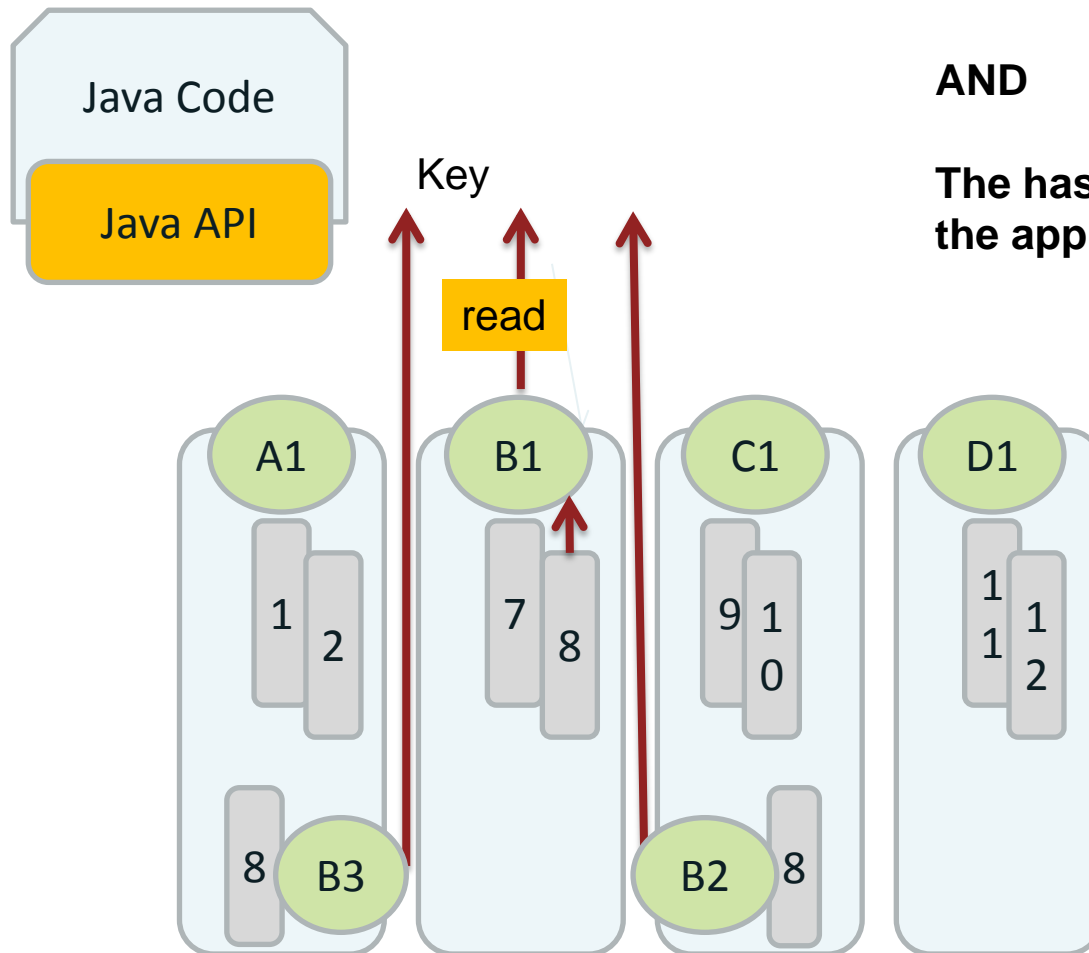 Java Code
Java API
Key
read
AND
The has
the app
A1
B1
C1
D1
1
2
7
8
9
1
0
1
1
1
2
8
B3
B2
8